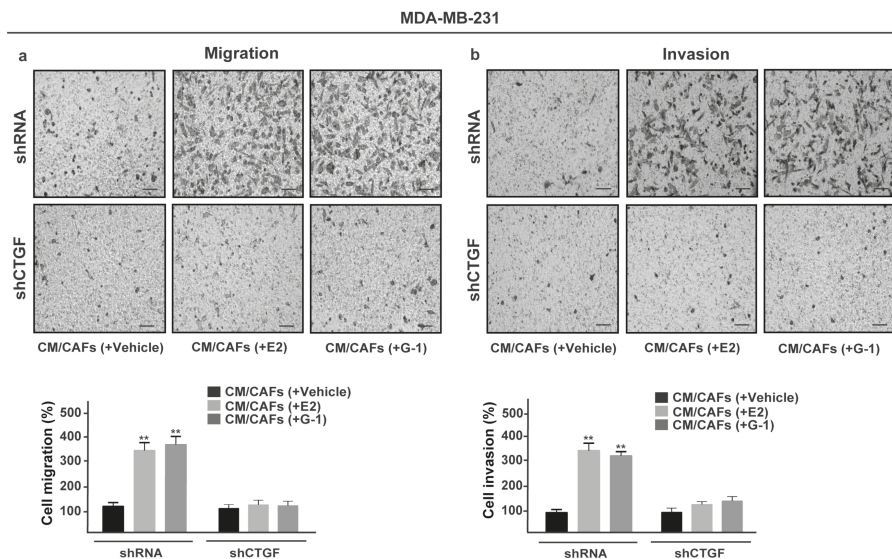 MDA-MB-231
a
Migration
shRNA
shCTGF
CM/CAFs (+Vehicle)
CM/CAFs (+E2)
CM/CAFs (+G-1)
CM/CAFs (+Vehicle)
CM/CAFs (+E2)
CM/CAFs (+G-1)
Cell migration (%)
500
400
300
200
100
**
**
shRNA
shCTGF
b
Invasion
shRNA
shCTGF
CM/CAFs (+Vehicle)
CM/CAFs (+E2)
CM/CAFs (+G-1)
CM/CAFs (+Vehicle)
CM/CAFs (+E2)
CM/CAFs (+G-1)
Cell invasion (%)
500
400
300
200
100
**
**
shRNA
shCTGF